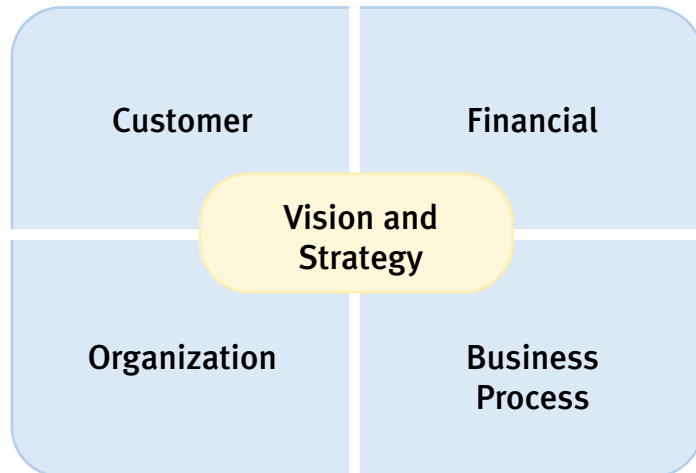 Customer
Financial
Vision and
Strategy
Organization
Business
Process